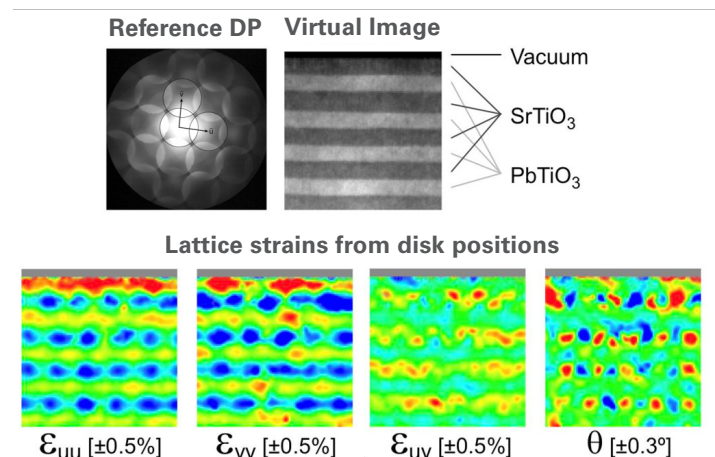 Reference DP
Virtual Image
Vacuum
SrTiO₃
PbTiO₃
Lattice strains from disk positions
εuu [±0.5%]
εvv [±0.5%]
εuv [±0.5%]
θ [±0.3º]